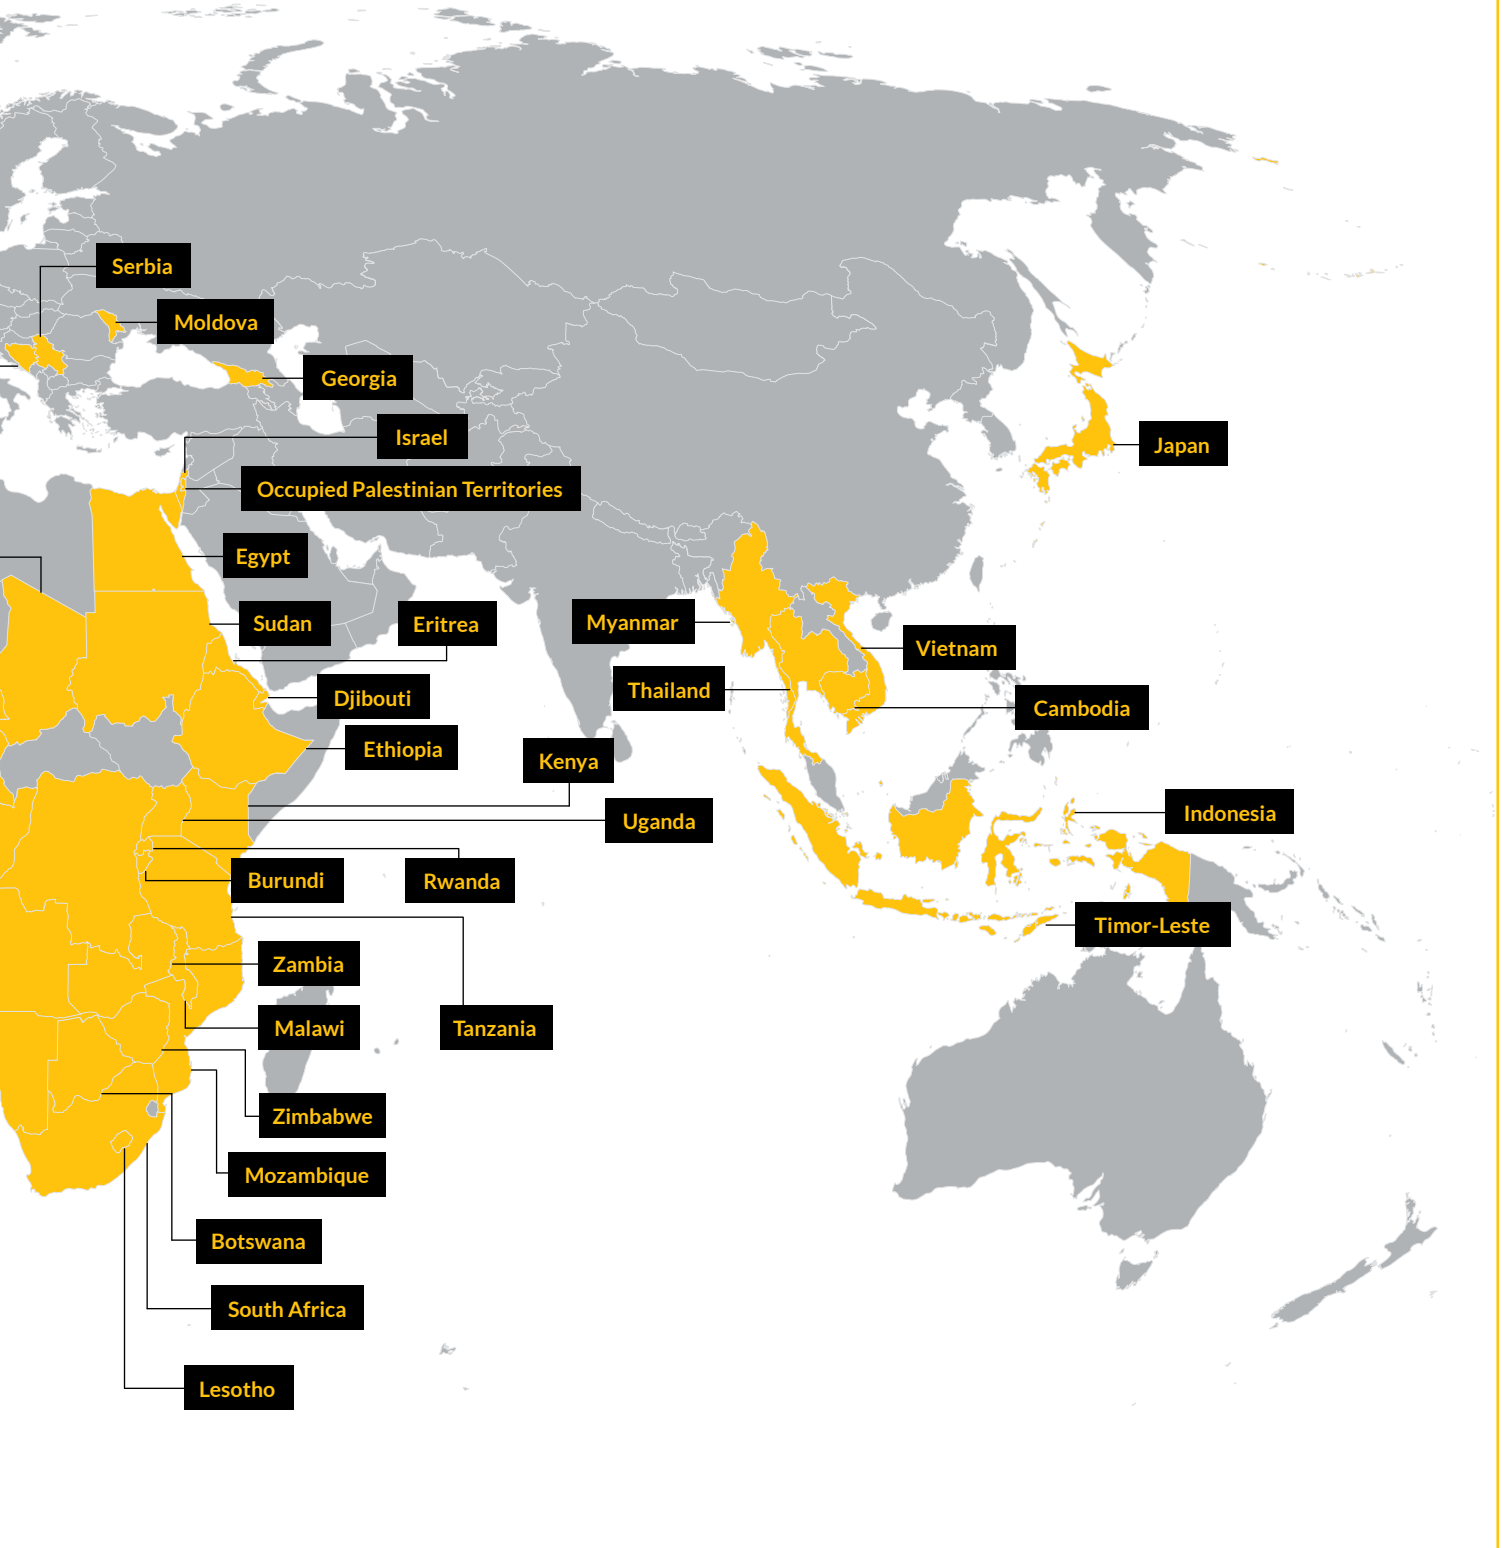 Serbia
Moldova
Georgia
Israel
Japan
Occupied Palestinian Territories
Egypt
Sudan
Eritrea
Myanmar
Vietnam
Thailand
Djibouti
Cambodia
Ethiopia
Kenya
Indonesia
Uganda
Burundi
Rwanda
Timor-Leste
Zambia
Malawi
Tanzania
Zimbabwe
Mozambique
Botswana
South Africa
Lesotho